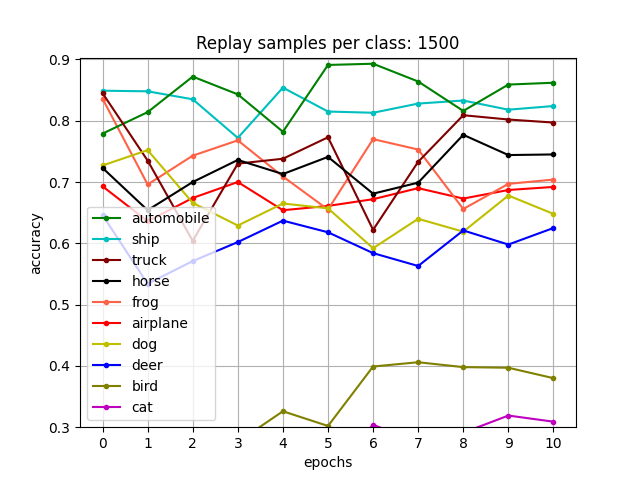 Replay samples per class: 1500
accuracy
0.9
0.8
0.7
0.6
0.5
0.4
0.3
automobile
ship
truck
horse
frog
airplane
dog
deer
bird
cat
0 1 2 3 4 5 6 7 8 9 10
epochs